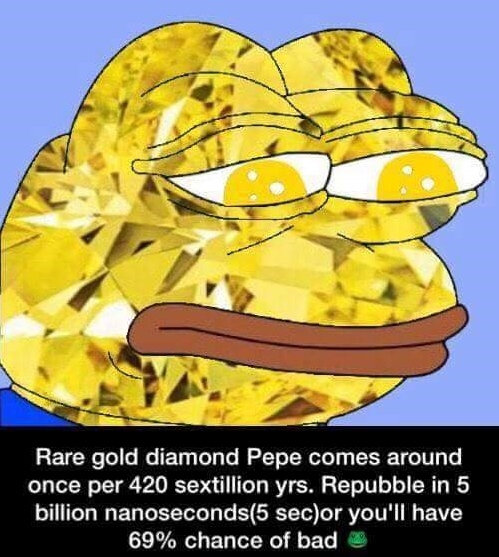 Rare gold diamond Pepe comes around
once per 420 sextillion yrs. Repubble in 5
billion nanoseconds(5 sec)or you'll have
69% chance of bad 🐸